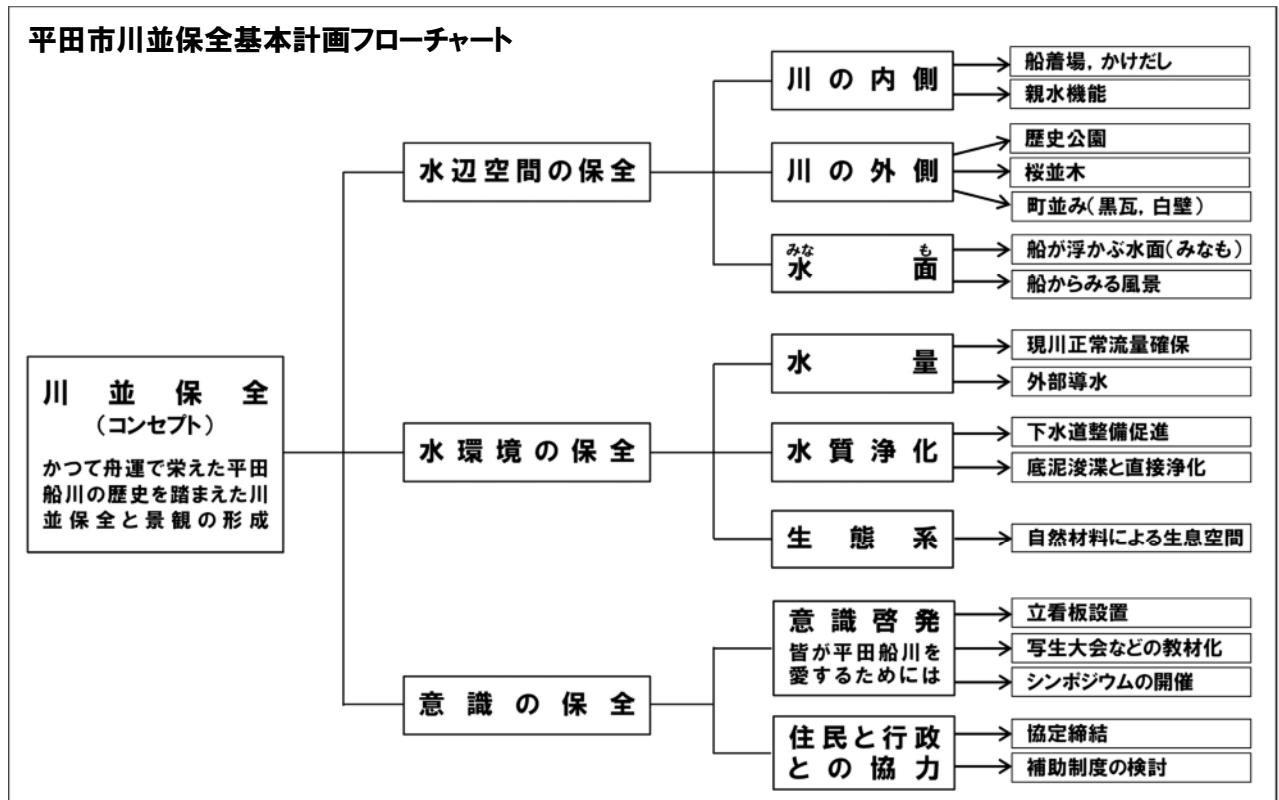 平田市川並保全基本計画フローチャート
川並保全
(コンセプト)
かつて舟運で栄えた平田
船川の歴史を踏まえた川
並保全と景観の形成
水辺空間の保全
川の内側
船着場, かけだし
親水機能
川の外側
歴史公園
桜並木
町並み(黒瓦, 白壁)
みなも
水面
船が浮かぶ水面(みなも)
船からみる風景
水環境の保全
水量
現川正常流量確保
外部導水
水質浄化
下水道整備促進
底泥浚渫と直接浄化
生態系
自然材料による生息空間
意識の保全
意識啓発
皆が平田船川を
愛するためには
立看板設置
写生大会などの教材化
シンポジウムの開催
住民と行政
との協力
協定締結
補助制度の検討